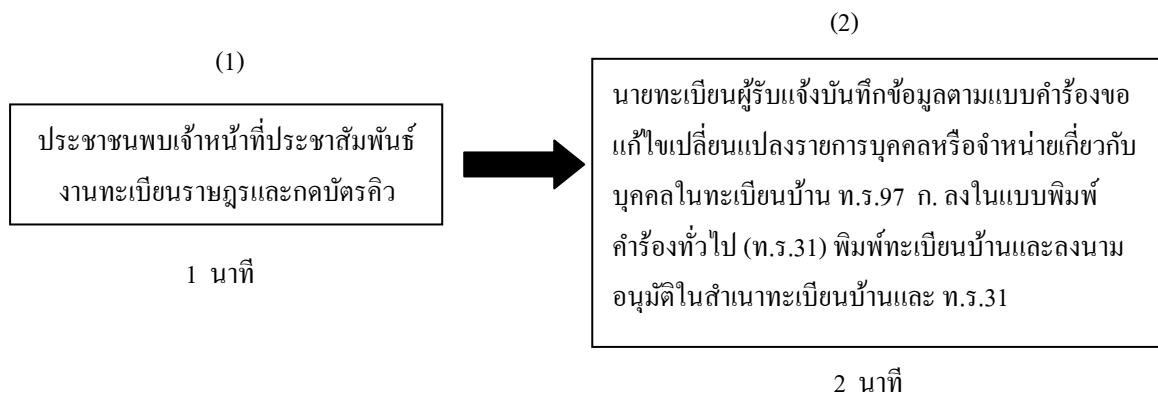 (1)
ประชาชนพบเจ้าหน้าที่ประชาสัมพันธ์
งานทะเบียนราษฎรและกดบัตรคิว
1 นาที
(2)
นายทะเบียนผู้รับแจ้งบันทึกข้อมูลตามแบบคำร้องขอ
แก้ไขเปลี่ยนแปลงรายการบุคคลหรือจำหน่ายเกี่ยวกับ
บุคคลในทะเบียนบ้าน ท.ร.97 ก. ลงในแบบพิมพ์
คำร้องทั่วไป (ท.ร.31) พิมพ์ทะเบียนบ้านและลงนาม
อนุมัติในสำเนาทะเบียนบ้านและ ท.ร.31
2 นาที